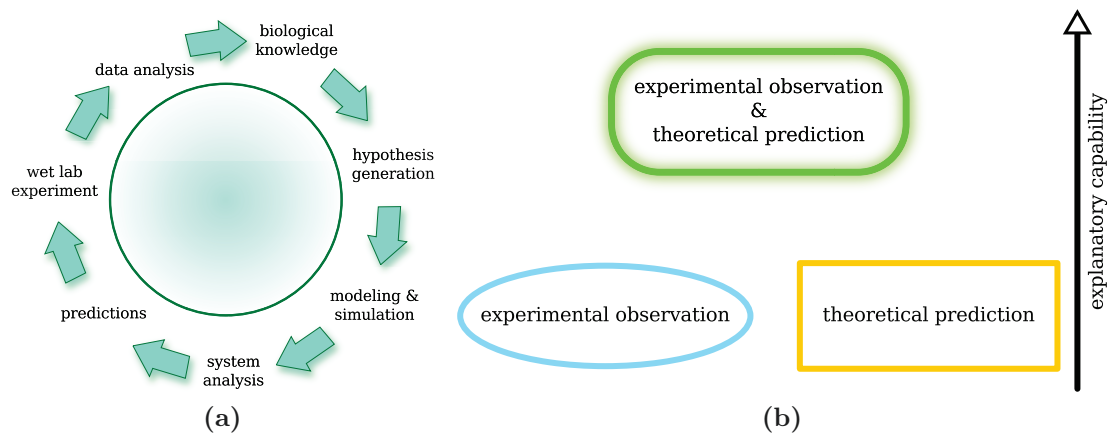 biological
knowledge
hypothesis
generation
modeling &
simulation
system
analysis
predictions
wet lab
experiment
data analysis
(a)
experimental observation
&
theoretical prediction
experimental observation
theoretical prediction
explanatory capability
(b)